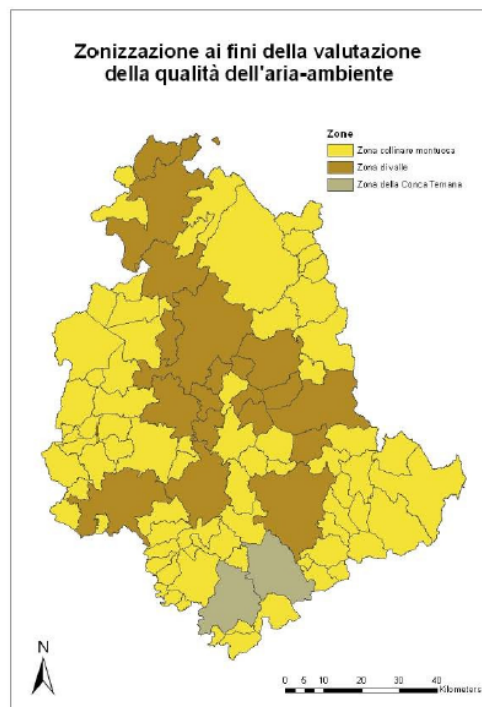 Zonizzazione ai fini della valutazione
della qualità dell'aria-ambiente
Zone
Zona collinare montuosa
Zona di valle
Zona della Conca Ternana
N
0 5 10 20 30 40
Kilometers